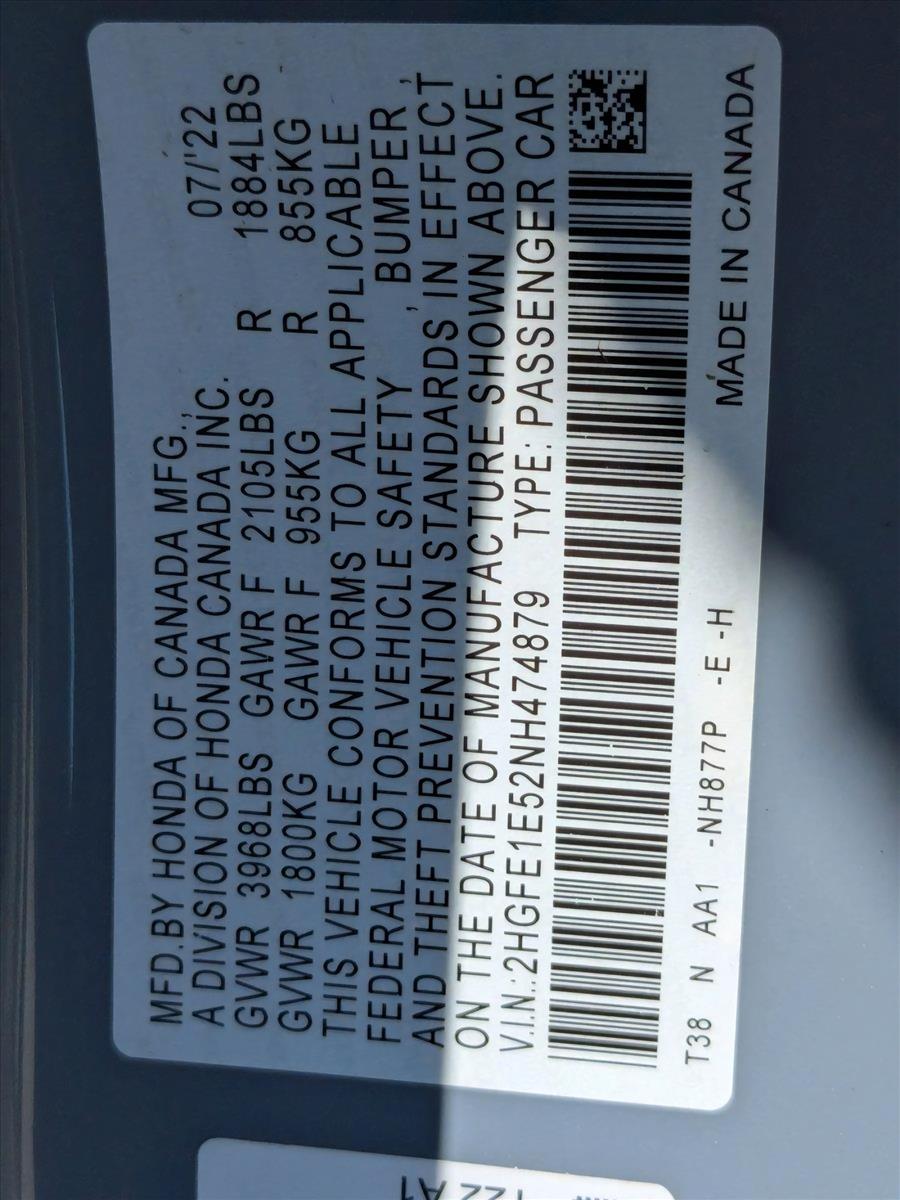 MFD.BY HONDA OF CANADA MFG.,
A DIVISION OF HONDA CANADA INC. 07/'22
GVWR 3968LBS GAWR F 2105LBS R 1884LBS
GVWR 1800KG GAWR F 955KG R 855KG
THIS VEHICLE CONFORMS TO ALL APPLICABLE
FEDERAL MOTOR VEHICLE SAFETY , BUMPER ,
AND THEFT PREVENTION STANDARDS IN EFFECT
ON THE DATE OF MANUFACTURE SHOWN ABOVE.
V.I.N.:2HGFE1E52NH474879 TYPE: PASSENGER CAR
T38 N AA1 -NH877P -E -H MADE IN CANADA